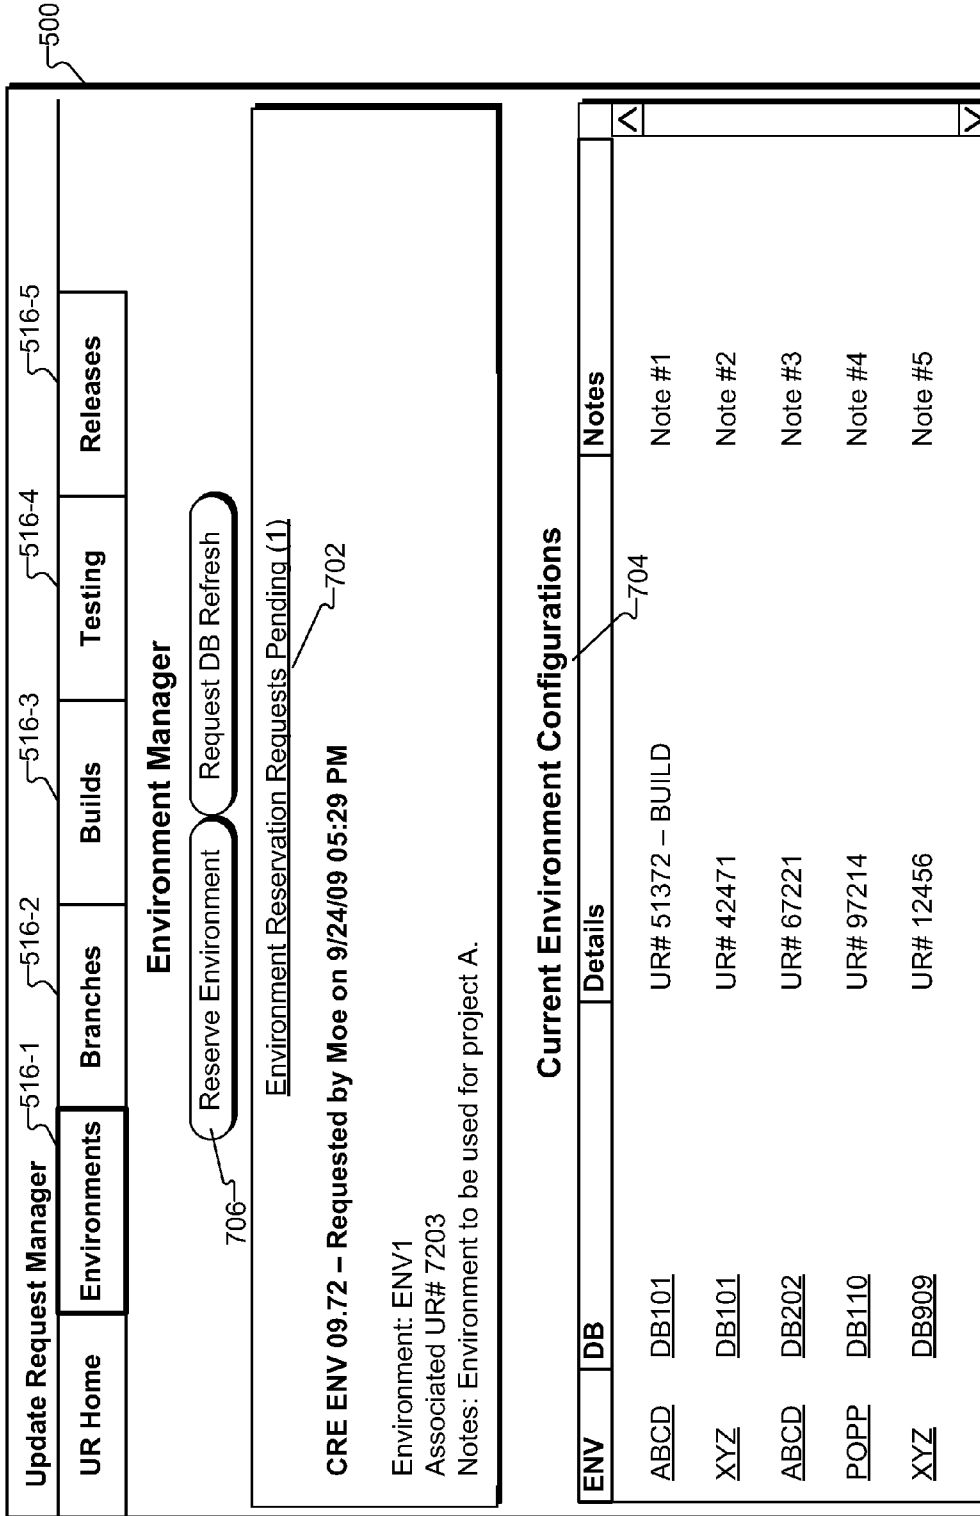 500
Update Request Manager
516-1
516-2
516-3
516-4
516-5
UR Home
Environments
Branches
Builds
Testing
Releases
Environment Manager
Reserve Environment
Request DB Refresh
706
Environment Reservation Requests Pending (1)
702
CRE ENV 09.72 – Requested by Moe on 9/24/09 05:29 PM
Environment: ENV1
Associated UR# 7203
Notes: Environment to be used for project A.
Current Environment Configurations
704
ENV DB Details Notes
ABCD DB101 UR# 51372 – BUILD Note #1
XYZ DB101 UR# 42471 Note #2
ABCD DB202 UR# 67221 Note #3
POPP DB110 UR# 97214 Note #4
XYZ DB909 UR# 12456 Note #5